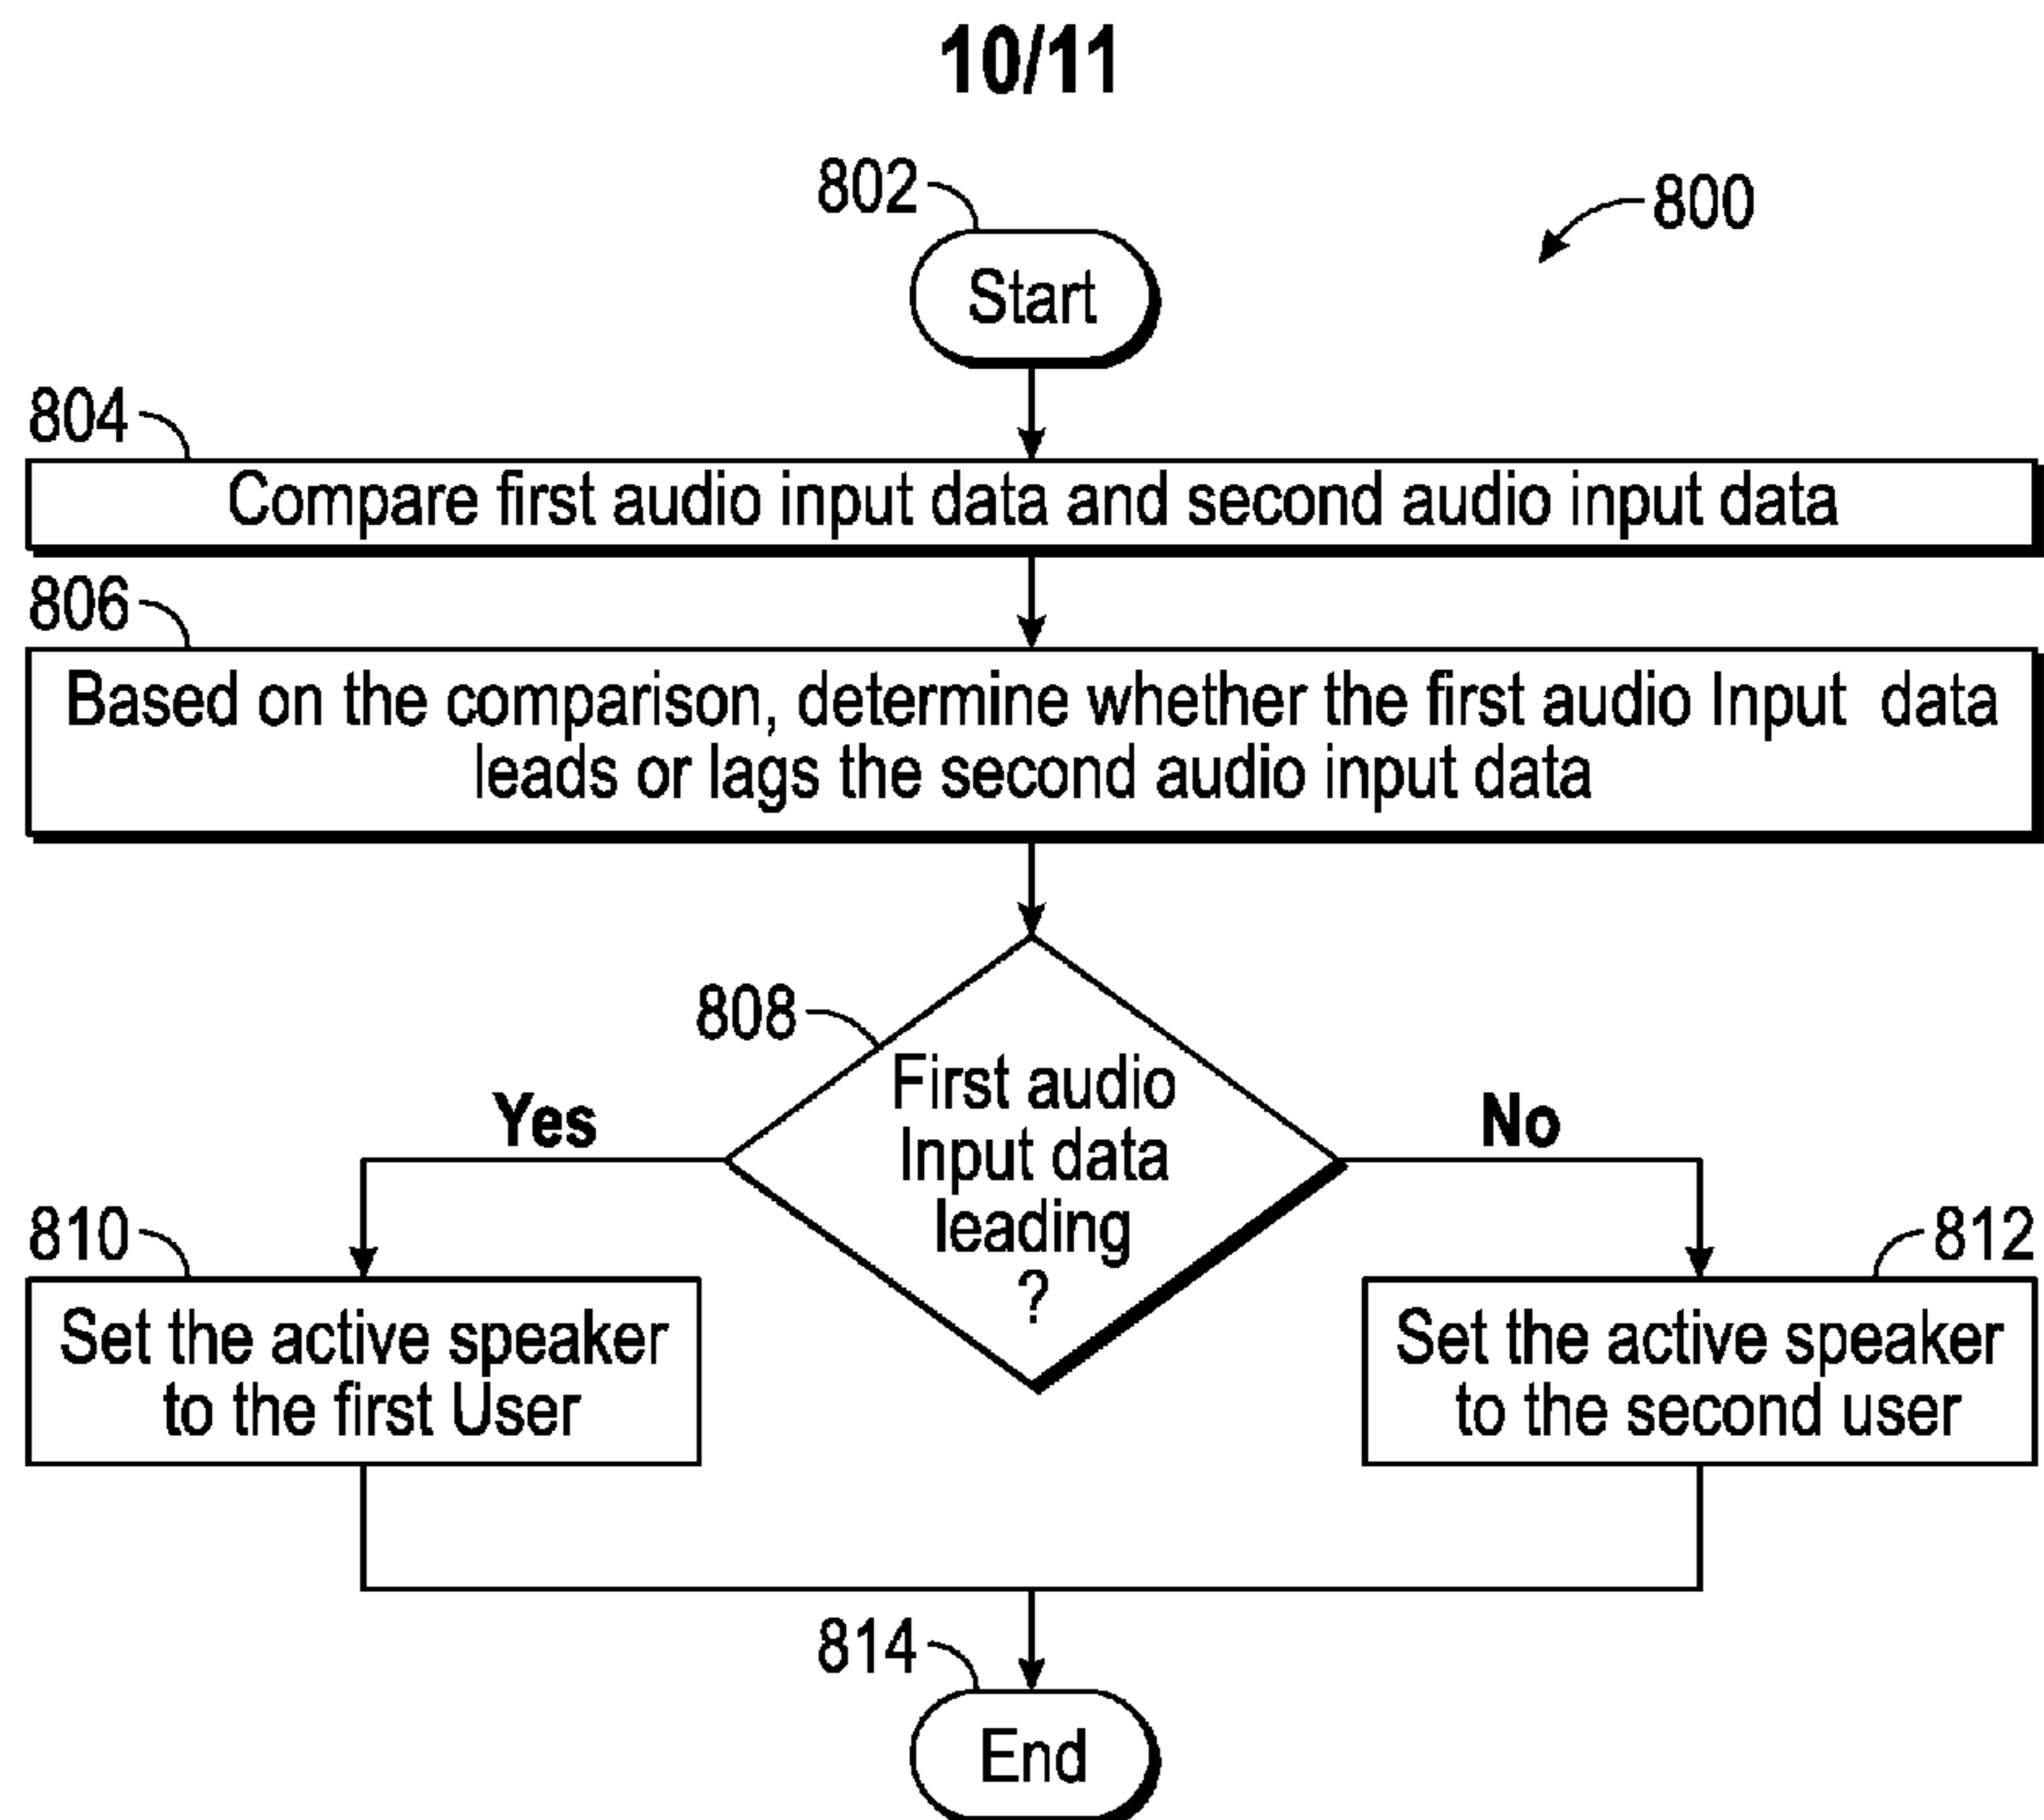 10/11
802
800
Start
804
Compare first audio input data and second audio input data
806
Based on the comparison, determine whether the first audio Input  data
leads or lags the second audio input data
808
First audio
Input data
leading
?
Yes
No
810
812
Set the active speaker
to the first User
Set the active speaker
to the second user
814
End